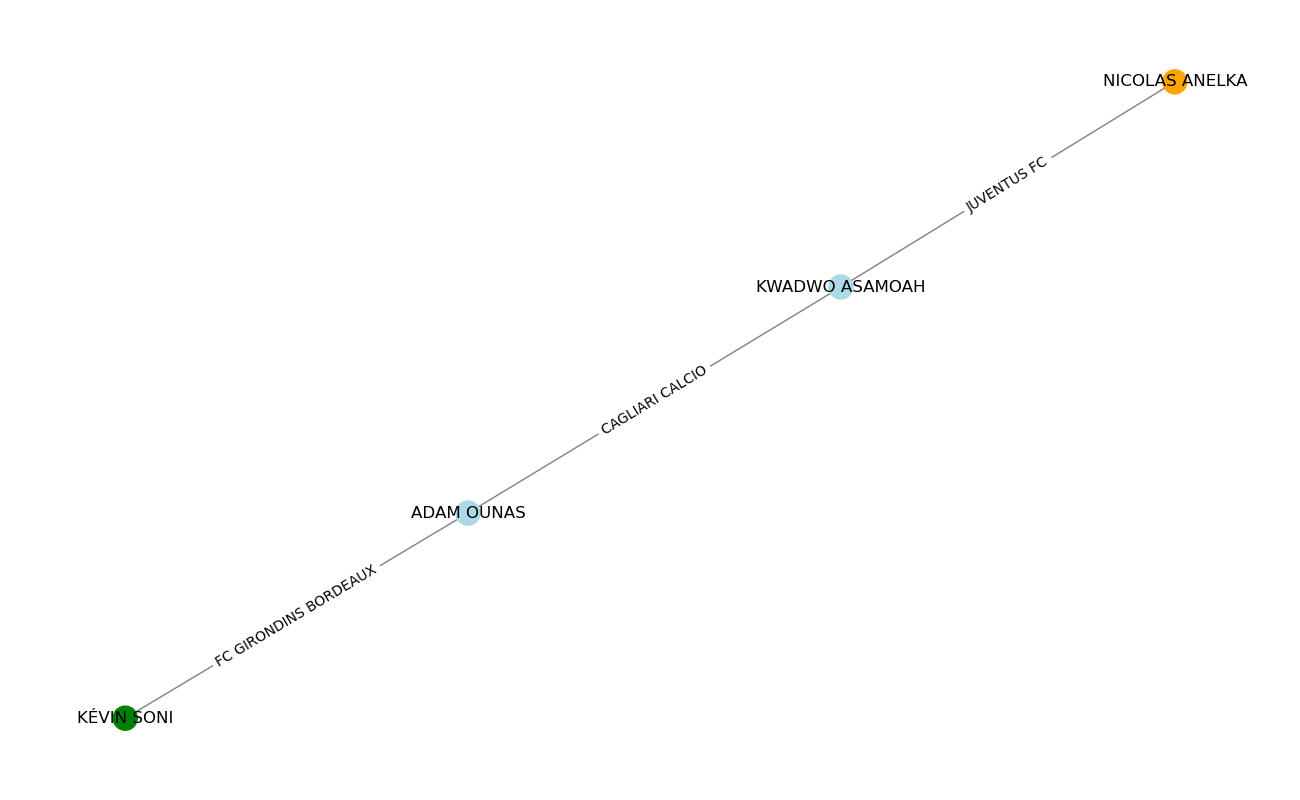 NICOLAS ANELKA
JUVENTUS FC
KWADWO ASAMOAH
CAGLIARI CALCIO
ADAM OUNAS
FC GIRONDINS BORDEAUX
KÉVIN SONI